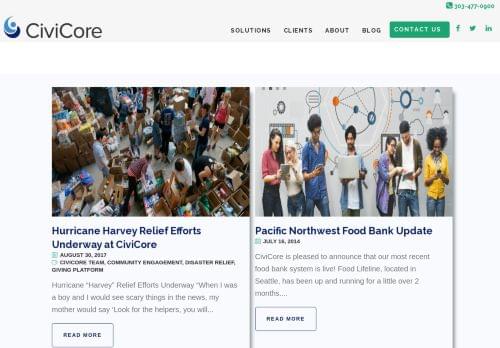 303-477-0900
CiviCore
SOLUTIONS CLIENTS ABOUT BLOG CONTACT US
Hurricane Harvey Relief Efforts
Underway at CiviCore
AUGUST 30, 2017
CIVICORE TEAM, COMMUNITY ENGAGEMENT, DISASTER RELIEF,
GIVING PLATFORM
Hurricane “Harvey” Relief Efforts Underway “When I
was a boy and I would see scary things in the news, my
mother would say ‘Look for the helpers, you will...
READ MORE
Pacific Northwest Food Bank Update
JULY 16, 2014
CiviCore is pleased to announce that our most recent
food bank system is live! Food Lifeline, located in
Seattle, has been up and running for a little over 2
months....
READ MORE